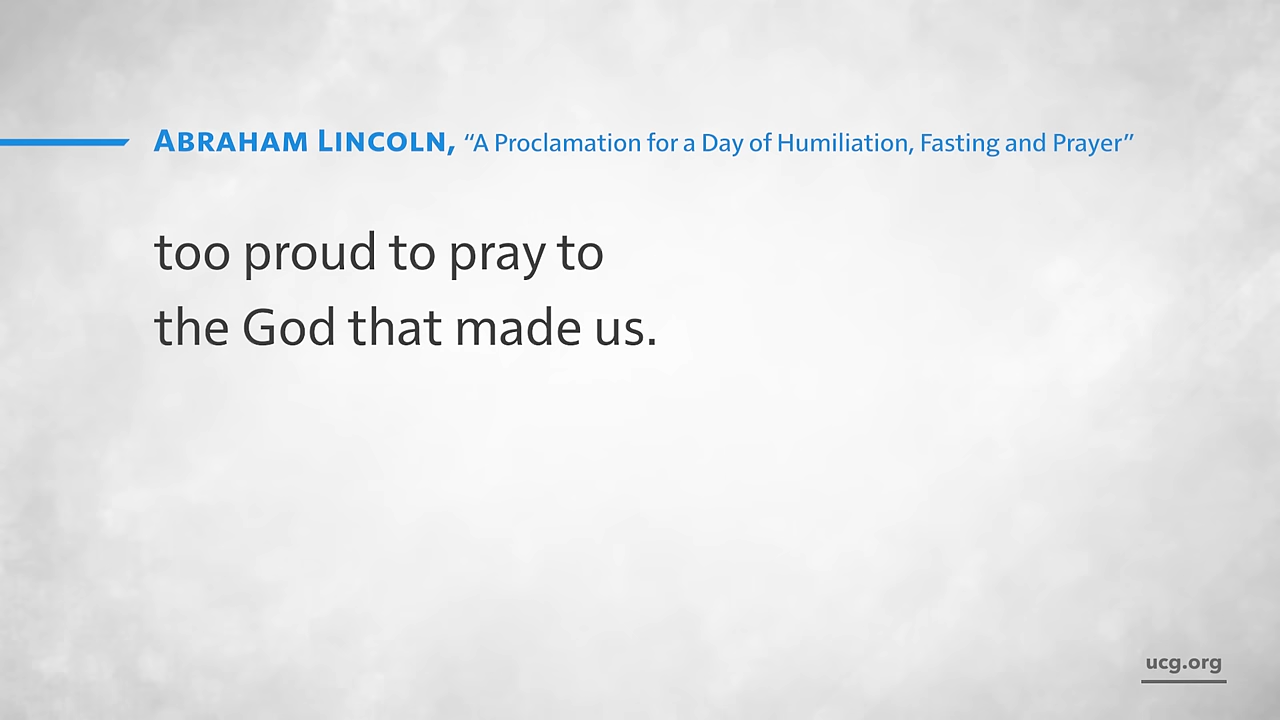 ABRAHAM LINCOLN, “A Proclamation for a Day of Humiliation, Fasting and Prayer”
too proud to pray to
the God that made us.
ucg.org